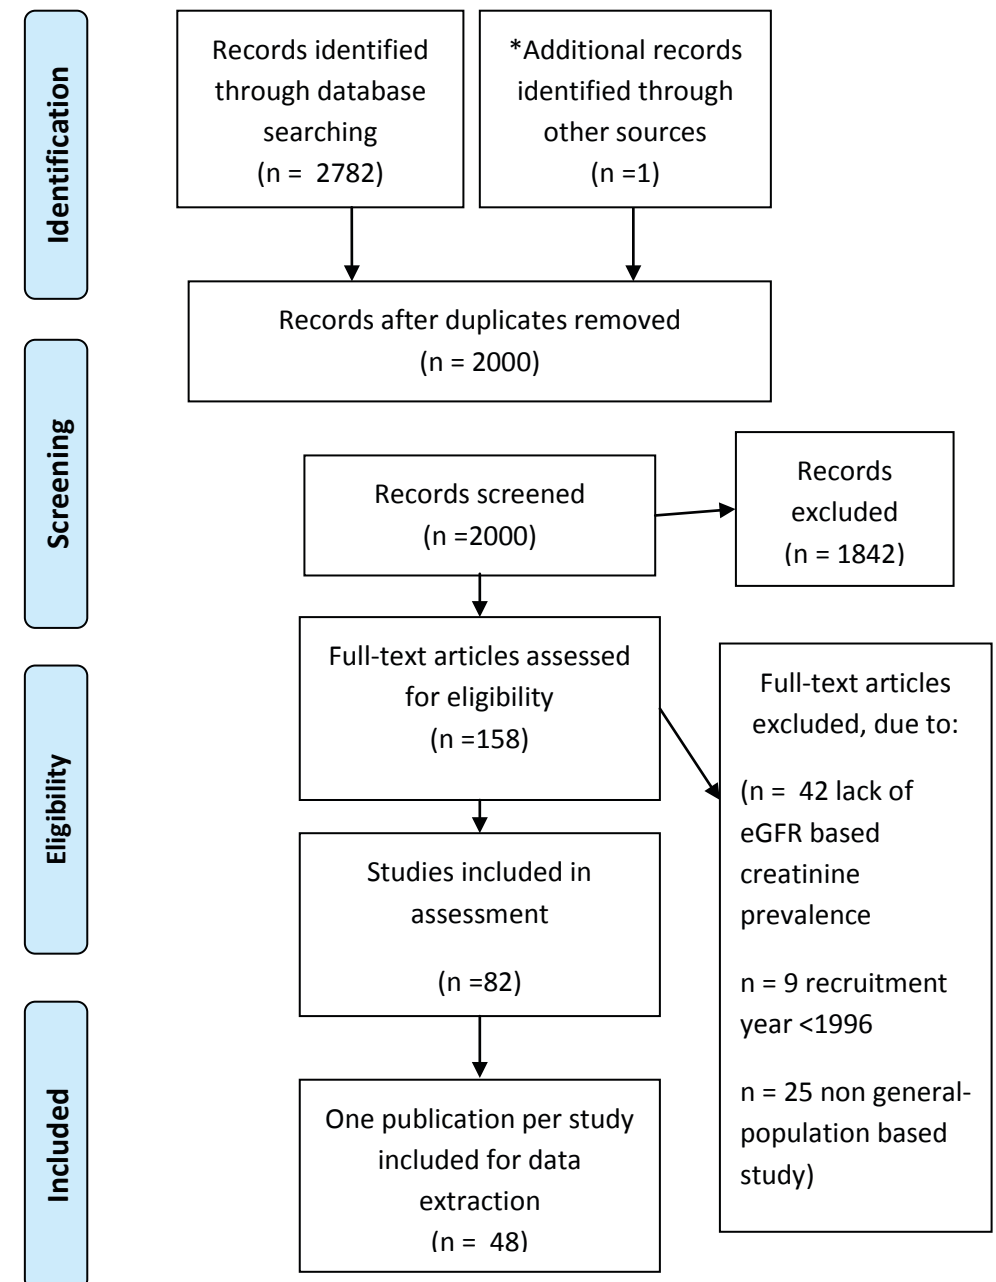 Identification
Records identified
through database
searching
(n =  2782)
*Additional records
identified through
other sources
(n =1)
Records after duplicates removed
(n = 2000)
Screening
Records screened
(n =2000)
Records
excluded
(n = 1842)
Eligibility
Full-text articles assessed
for eligibility
(n =158)
Full-text articles
excluded, due to:
(n =  42 lack of
eGFR based
creatinine
prevalence
n = 9 recruitment
year <1996
n = 25 non general-
population based
study)
Studies included in
assessment
(n =82)
Included
One publication per study
included for data
extraction
(n =  48)